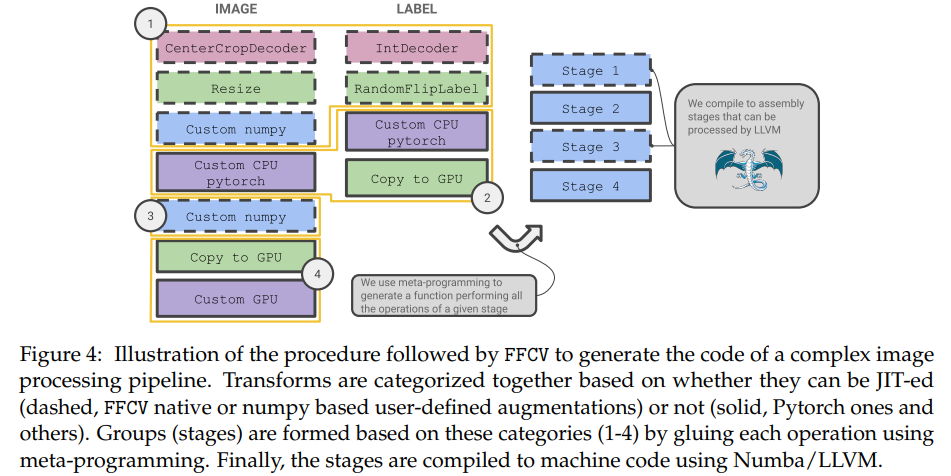 IMAGE
LABEL
1
CenterCropDecoder
IntDecoder
Resize
RandomFlipLabel
Custom numpy
Custom CPU
pytorch
Custom CPU
pytorch
Copy to GPU
2
3
Custom numpy
Copy to GPU
4
Custom GPU
Stage 1
Stage 2
Stage 3
Stage 4
We compile to assembly
stages that can be
processed by LLVM
We use meta-programming to
generate a function performing all
the operations of a given stage
Figure 4: Illustration of the procedure followed by FFCV to generate the code of a complex image
processing pipeline. Transforms are categorized together based on whether they can be JIT-ed
(dashed, FFCV native or numpy based user-defined augmentations) or not (solid, Pytorch ones and
others). Groups (stages) are formed based on these categories (1-4) by gluing each operation using
meta-programming. Finally, the stages are compiled to machine code using Numba/LLVM.